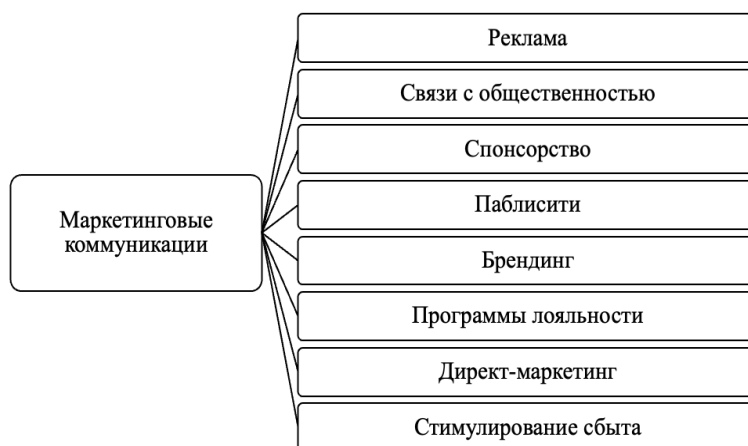 Реклама
Связи с общественностью
Спонсорство
Паблисити
Маркетинговые
коммуникации
Брендинг
Программы лояльности
Директ-маркетинг
Стимулирование сбыта